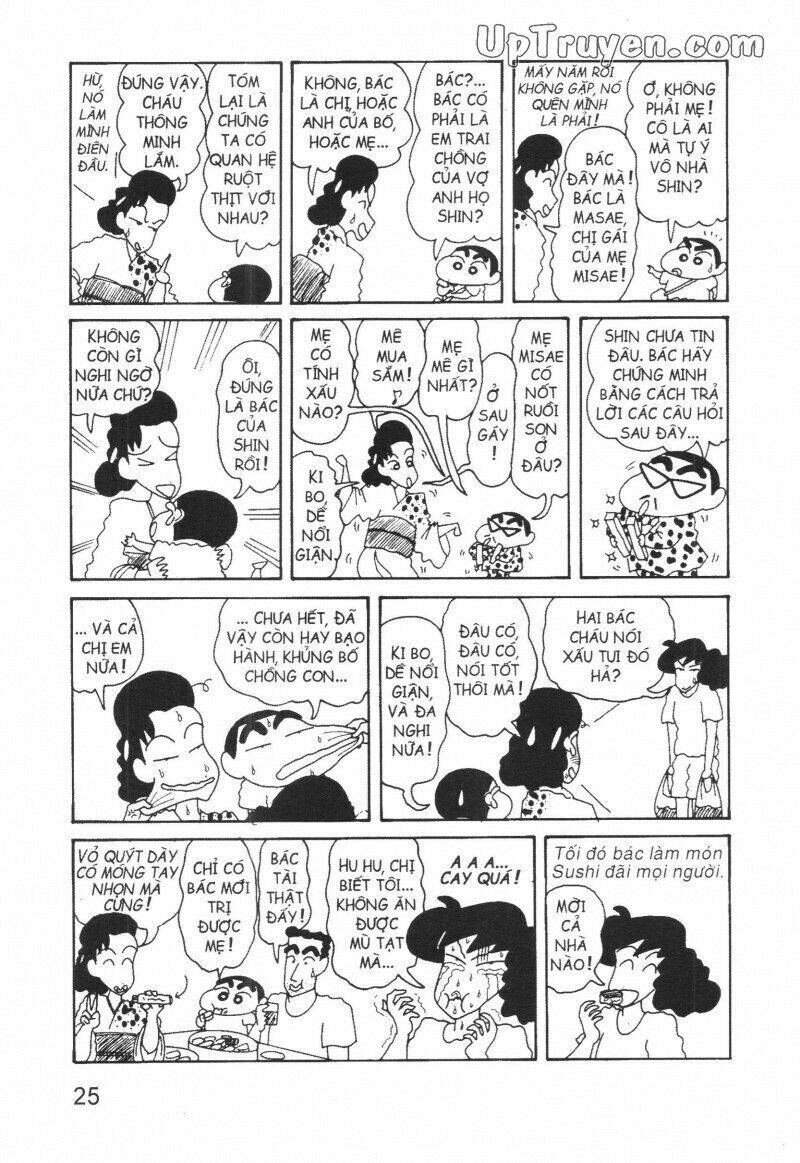 UpTruyen.com
Ơ, KHÔNG
PHẢI MẸ!
CÔ LÀ AI
MÀ TỰ Ý
VÔ NHÀ
SHIN?
MẤY NĂM RỒI
KHÔNG GẶP, NÓ
QUÊN MÌNH
LÀ PHẢI!
BÁC
ĐÂY MÀ!
BÁC LÀ
MASAE,
CHỊ GÁI
CỦA MẸ
MISAE!
BÁC?...
BÁC CÓ
PHẢI LÀ
EM TRAI
CHỒNG
CỦA VỢ
ANH HỌ
SHIN?
KHÔNG, BÁC
LÀ CHỊ, HOẶC
ANH CỦA BỐ,
HOẶC MẸ...
TÓM
LẠI LÀ
CHÚNG
TA CÓ
QUAN HỆ
RUỘT
THỊT VỚI
NHAU?
ĐÚNG VẬY.
CHÁU
THÔNG
MINH
LẮM.
HỪ,
NÓ
LÀM
MÌNH
ĐIÊN
ĐẦU.
SHIN CHƯA TIN
ĐÂU. BÁC HÃY
CHỨNG MINH
BẰNG CÁCH TRẢ
LỜI CÁC CÂU HỎI
SAU ĐÂY...
MẸ
MISAE
CÓ
NỐT
RUỒI
SON
Ở
ĐÂU?
Ở
SAU
GÁY!
MẸ
MÊ GÌ
NHẤT?
MÊ
MUA
SẮM!
MẸ
CÓ
TÍNH
XẤU
NÀO?
KI
BO,
DỄ
NỔI
GIẬN.
ÔI,
ĐÚNG
LÀ BÁC
CỦA
SHIN
RỒI!
KHÔNG
CÒN GÌ
NGHI NGỜ
NỮA CHỨ?
HAI BÁC
CHÁU NÓI
XẤU TUI ĐÓ
HẢ?
ĐÂU CÓ,
ĐÂU CÓ,
NÓI TỐT
THÔI MÀ!
KI BO,
DỄ NỔI
GIẬN,
VÀ ĐA
NGHI
NỮA!
... CHƯA HẾT, ĐÃ
VẬY CÒN HAY BẠO
HÀNH, KHỦNG BỐ
CHỒNG CON...
... VÀ CẢ
CHỊ EM
NỮA!
Tối đó bác làm món
Sushi đãi mọi người.
MỜI
CẢ NHÀ
NÀO!
A A A...
CAY QUÁ!
HU HU, CHỊ
BIẾT TÔI...
KHÔNG ĂN
ĐƯỢC
MÙ TẠT
MÀ...
BÁC
TÀI
THẬT
ĐẤY!
CHỈ CÓ
BÁC MỚI
TRỊ
ĐƯỢC
MẸ!
VỎ QUÝT DÀY
CÓ MÓNG TAY
NHỌN MÀ
CƯNG!
25